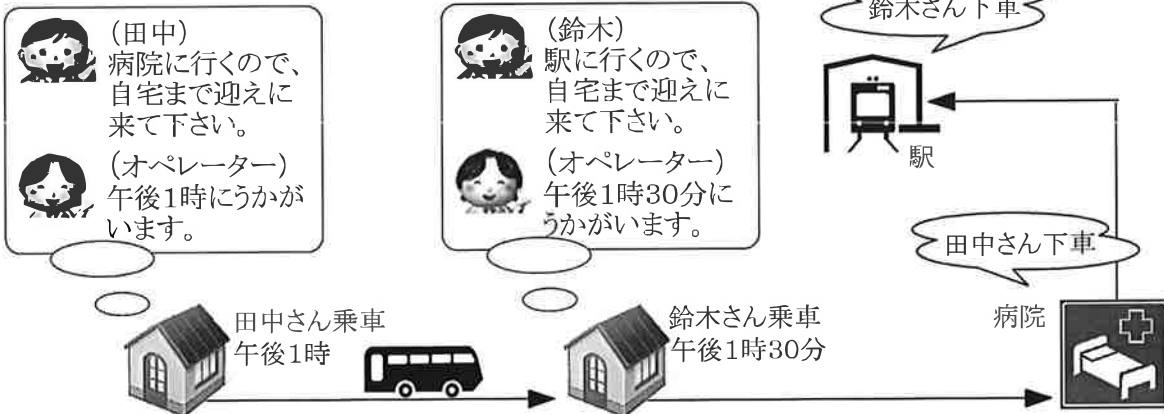 (田中)
病院に行くので、
自宅まで迎えに
来て下さい。
(オペレーター)
午後1時にうかが
います。
(鈴木)
駅に行くので、
自宅まで迎えに
来て下さい。
(オペレーター)
午後1時30分に
うかがいます。
鈴木さん下車
駅
田中さん下車
病院
田中さん乗車
午後1時
鈴木さん乗車
午後1時30分